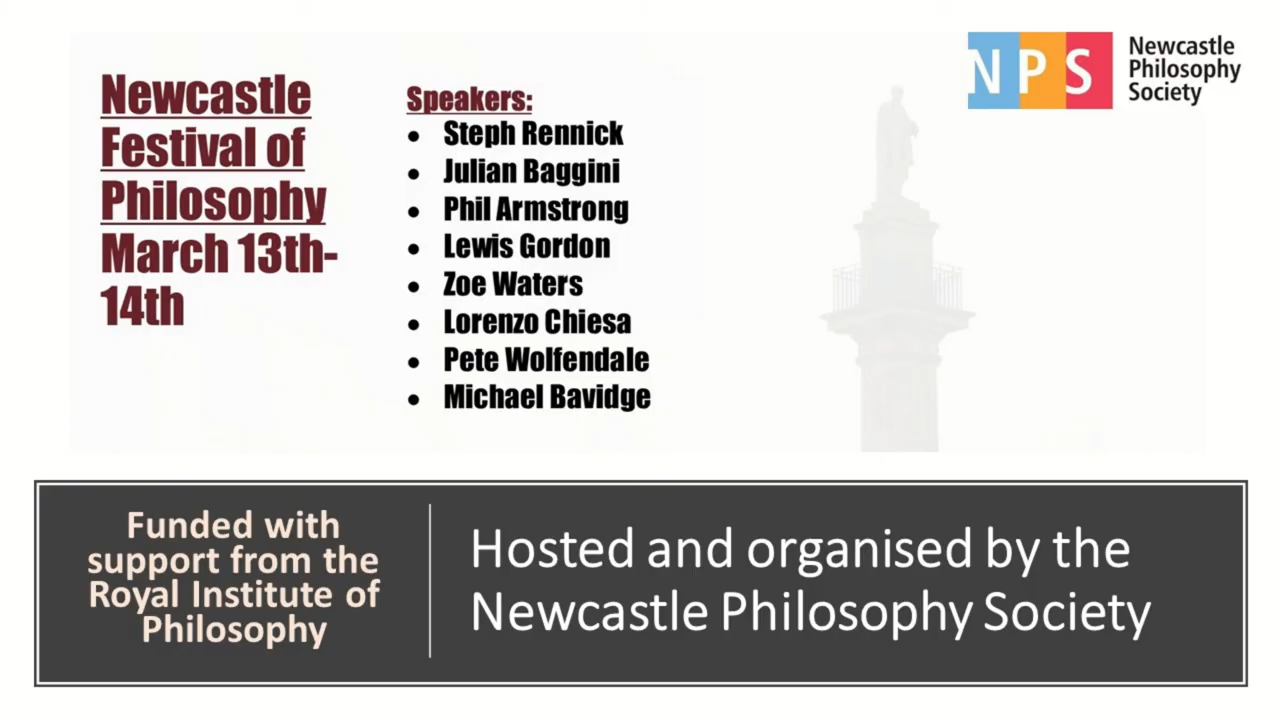 Newcastle
Festival of
Philosophy
March 13th-
14th
Speakers:
• Steph Rennick
• Julian Baggini
• Phil Armstrong
• Lewis Gordon
• Zoe Waters
• Lorenzo Chiesa
• Pete Wolfendale
• Michael Bavidge
NPS
Newcastle
Philosophy
Society
Funded with
support from the
Royal Institute of
Philosophy
Hosted and organised by the
Newcastle Philosophy Society